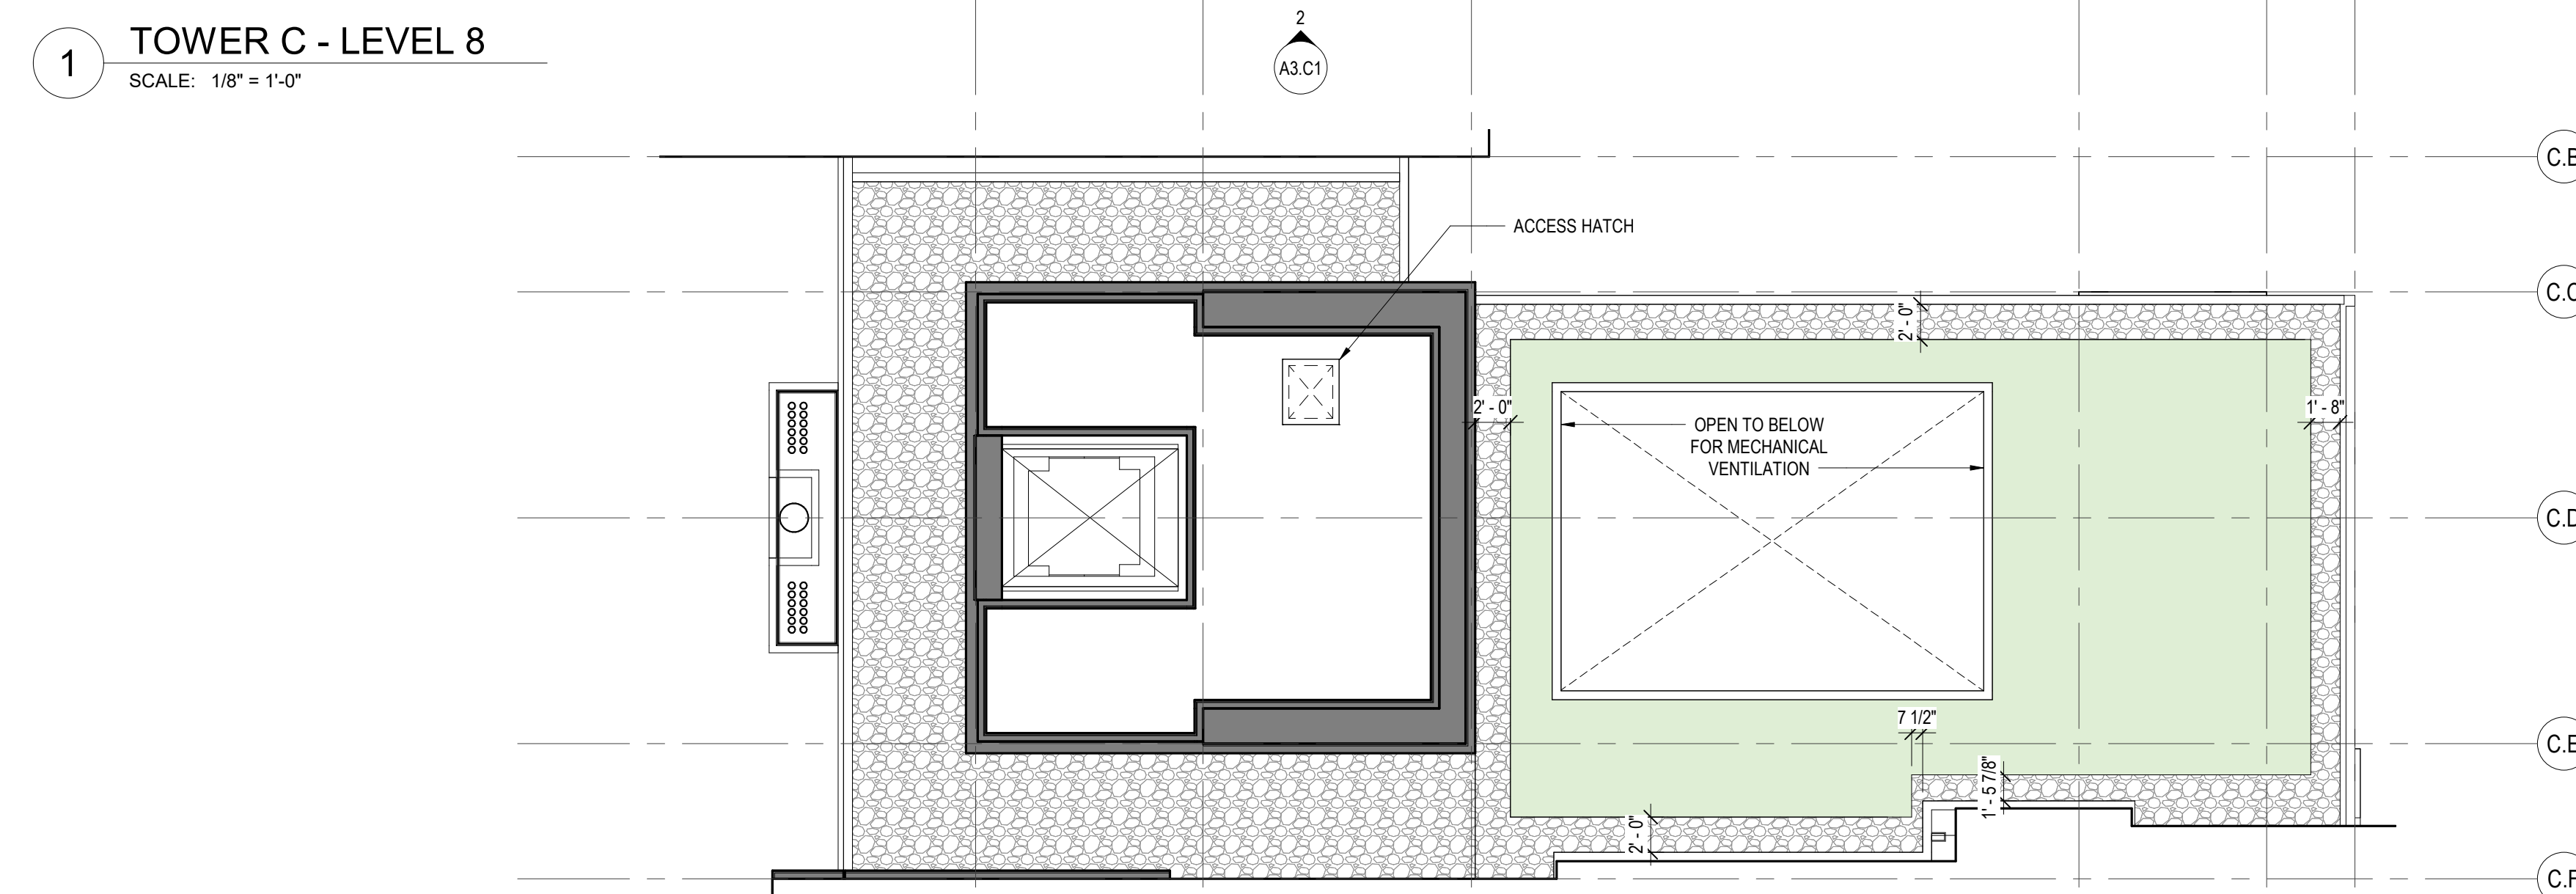 1
TOWER C - LEVEL 8
SCALE: 1/8" = 1'-0"
2
A3.C1
ACCESS HATCH
2' - 0"
2' - 0"
1' - 8"
OPEN TO BELOW
FOR MECHANICAL
VENTILATION
7 1/2"
1' - 5 7/8"
2' - 0"
C.C
C.D
C.E